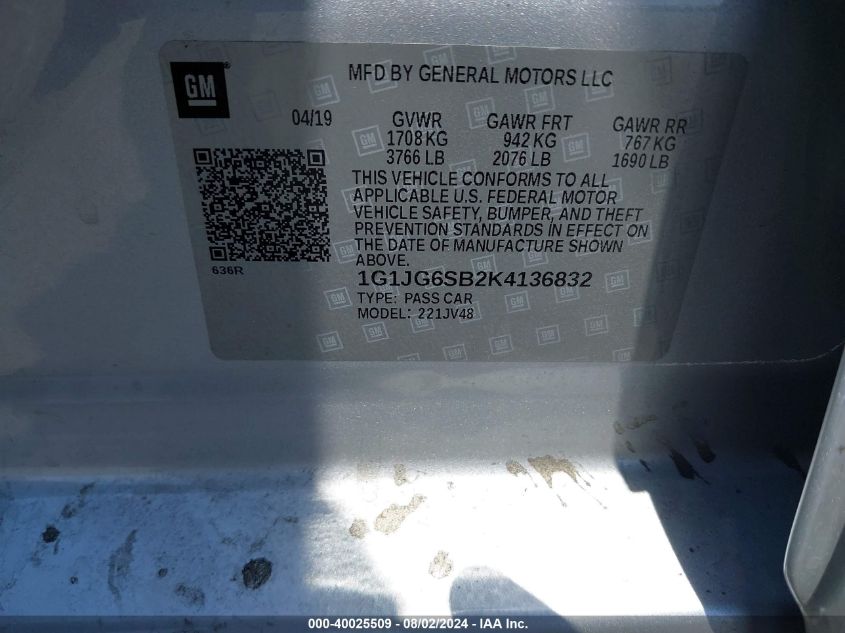 GM
MFD BY GENERAL MOTORS LLC
04/19 GVWR GAWR FRT GAWR RR
1708 KG 942 KG 767 KG
3766 LB 2076 LB 1690 LB
THIS VEHICLE CONFORMS TO ALL
APPLICABLE U.S. FEDERAL MOTOR
VEHICLE SAFETY, BUMPER, AND THEFT
PREVENTION STANDARDS IN EFFECT ON
THE DATE OF MANUFACTURE SHOWN
ABOVE.
636R
1G1JG6SB2K4136832
TYPE: PASS CAR
MODEL: 221JV48
000-40025509 - 08/02/2024 - IAA Inc.